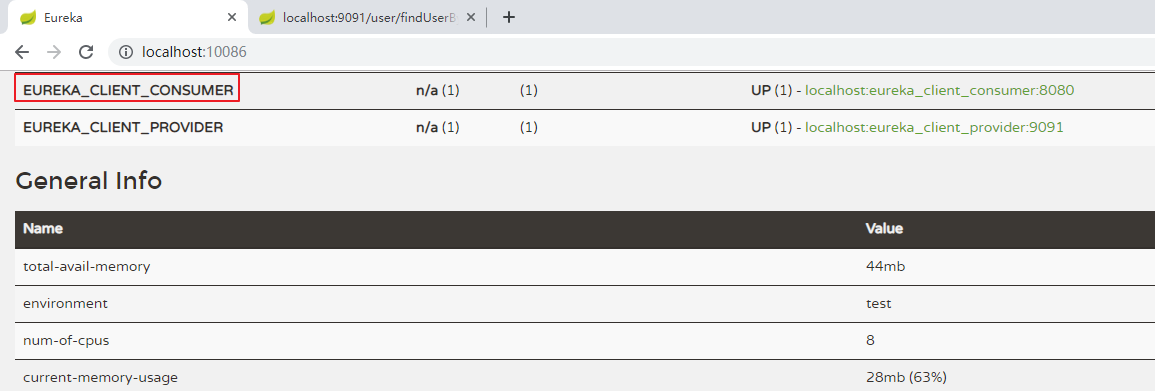 Eureka
localhost:9091/user/findUserB
localhost:10086
EUREKA_CLIENT_CONSUMER n/a (1) (1) UP (1) - localhost:eureka_client_consumer:8080
EUREKA_CLIENT_PROVIDER n/a (1) (1) UP (1) - localhost:eureka_client_provider:9091
General Info
Name Value
total-avail-memory 44mb
environment test
num-of-cpus 8
current-memory-usage 28mb (63%)